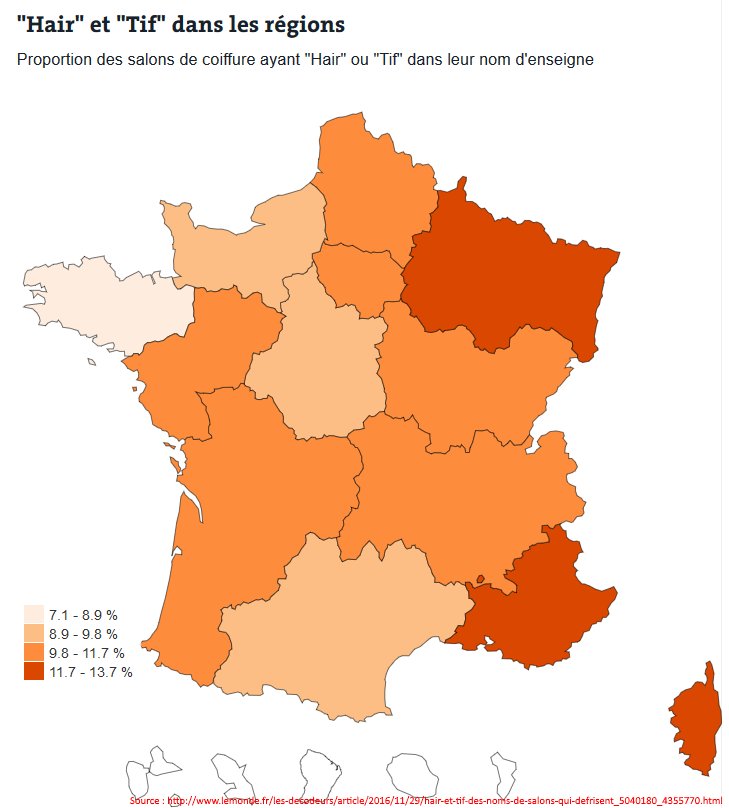 "Hair" et "Tif" dans les régions
Proportion des salons de coiffure ayant "Hair" ou "Tif" dans leur nom d'enseigne
7.1 - 8.9 %
8.9 - 9.8 %
9.8 - 11.7 %
11.7 - 13.7 %
Source : http://www.lemonde.fr/les-decodeurs/article/2016/11/29/hair-et-tif-des-noms-de-salons-qui-defrisent_5040180_4355770.html